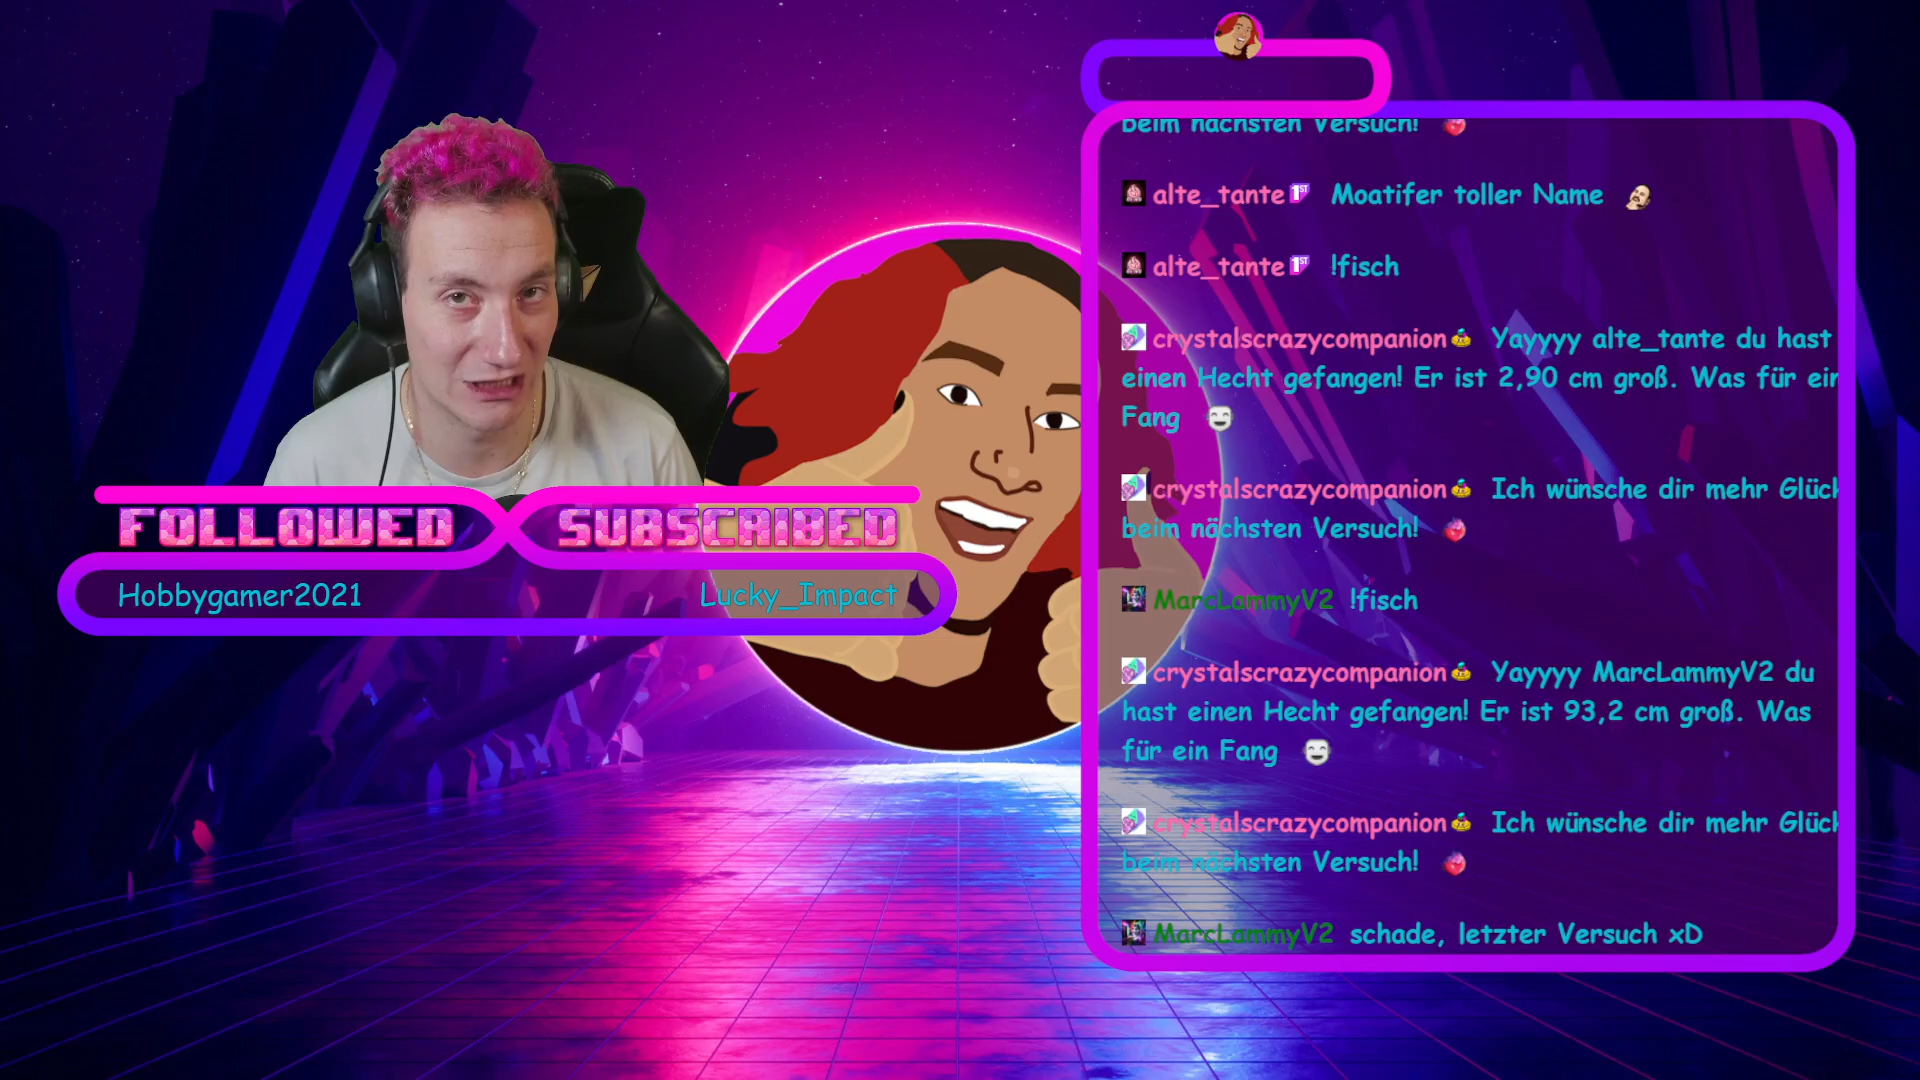 beim nächsten Versuch!
alte_tante 1ST Moatifer toller Name
alte_tante 1ST !fisch
crystalscrazycompanion Yayyyy alte_tante du hast
einen Hecht gefangen! Er ist 2,90 cm groß. Was für ein
Fang
crystalscrazycompanion Ich wünsche dir mehr Glück
beim nächsten Versuch!
MarcLammyV2 !fisch
crystalscrazycompanion Yayyyy MarcLammyV2 du
hast einen Hecht gefangen! Er ist 93,2 cm groß. Was
für ein Fang
crystalscrazycompanion Ich wünsche dir mehr Glück
beim nächsten Versuch!
MarcLammyV2 schade, letzter Versuch xD
FOLLOWED SUBSCRIBED
Hobbygamer2021 Lucky_Impact